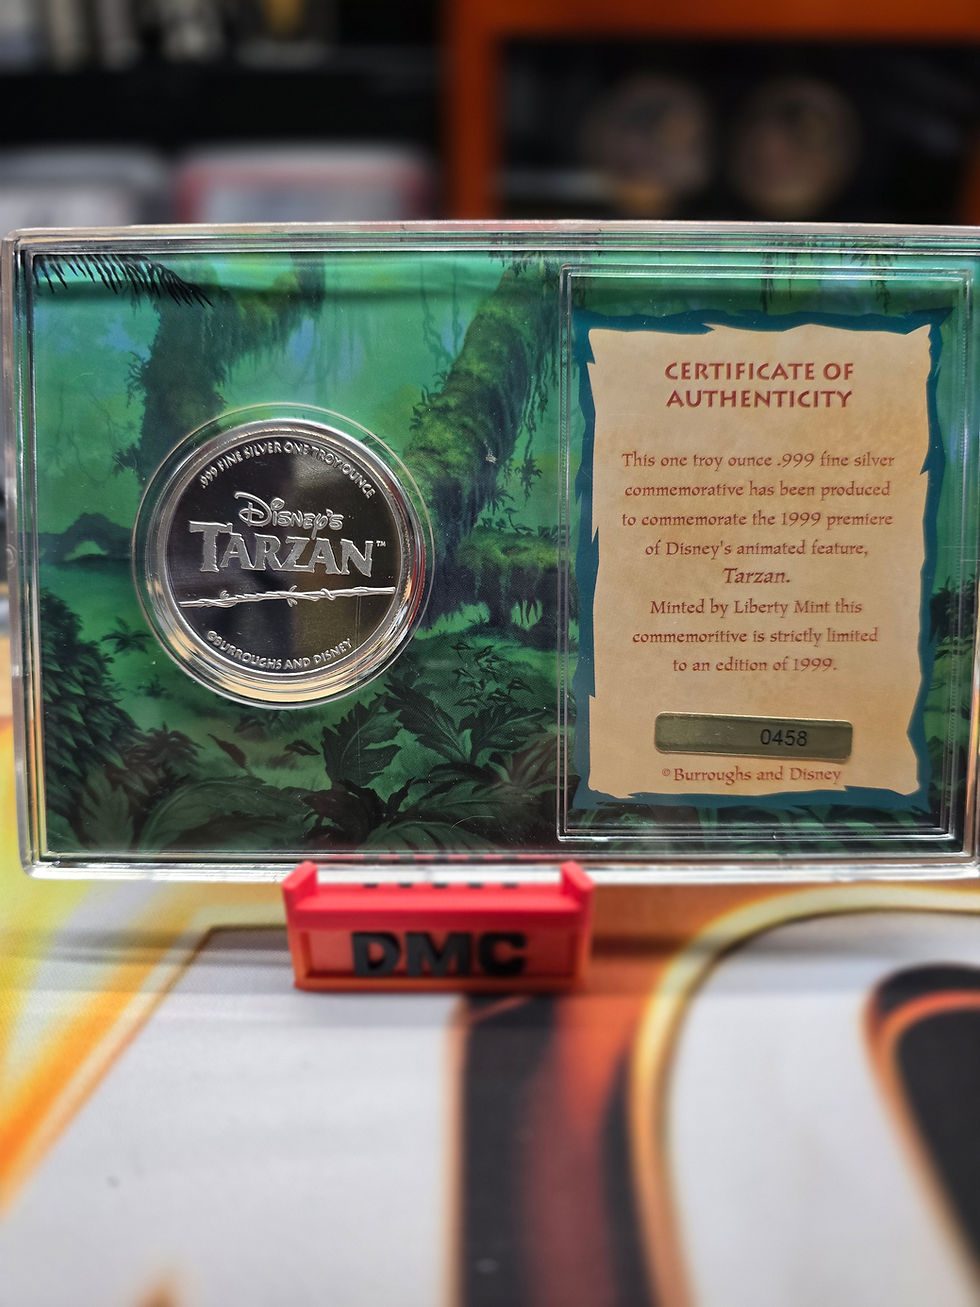 .999 FINE SILVER ONE TROY OUNCE
DISNEY'S
TARZAN™
©BURROUGHS AND DISNEY
CERTIFICATE OF
AUTHENTICITY
This one troy ounce .999 fine silver
commemorative has been produced
to commemorate the 1999 premiere
of Disney's animated feature,
Tarzan.
Minted by Liberty Mint this
commemoritive is strictly limited
to an edition of 1999.
0458
© Burroughs and Disney
DMC